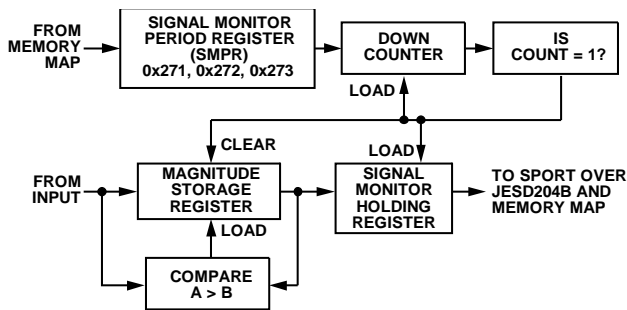 FROM
MEMORY
MAP
SIGNAL MONITOR
PERIOD REGISTER
(SMPR)
0x271, 0x272, 0x273
DOWN
COUNTER
IS
COUNT = 1?
LOAD
CLEAR
LOAD
FROM
INPUT
MAGNITUDE
STORAGE
REGISTER
SIGNAL
MONITOR
HOLDING
REGISTER
TO SPORT OVER
JESD204B AND
MEMORY MAP
LOAD
COMPARE
A > B